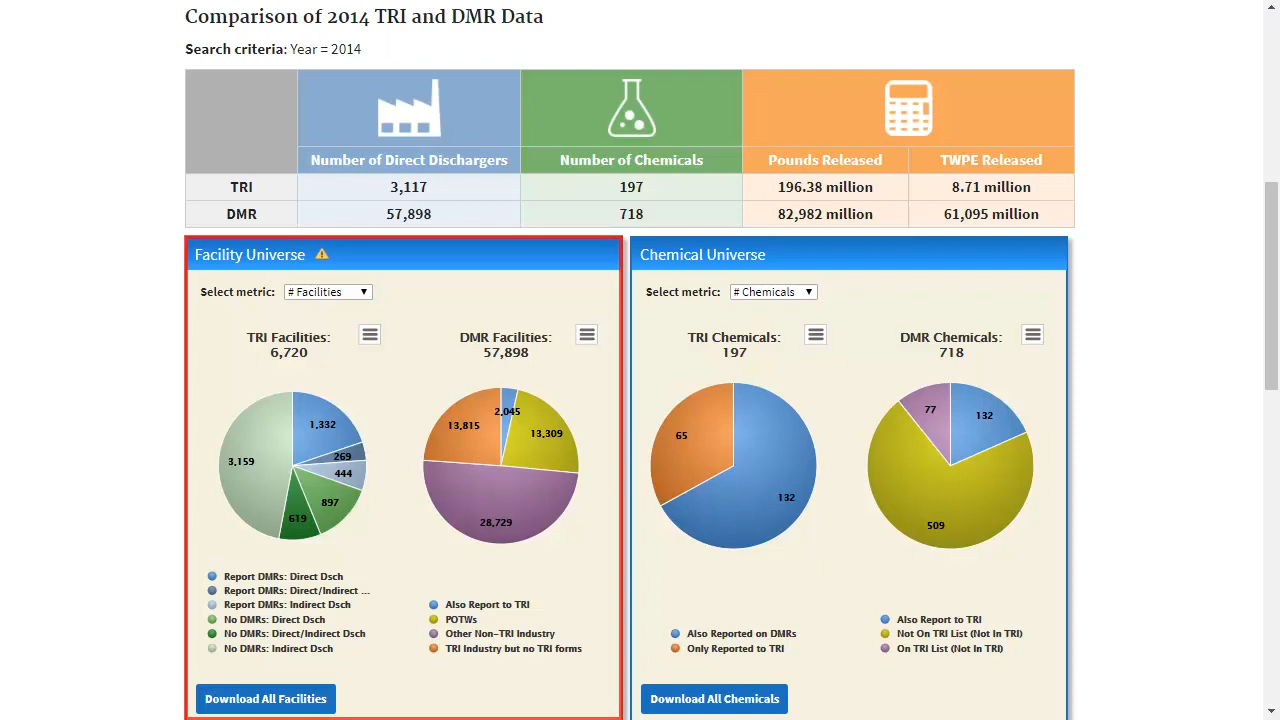 Comparison of 2014 TRI and DMR Data
Search criteria: Year = 2014
Number of Direct Dischargers
Number of Chemicals
Pounds Released
TWPE Released
TRI
3,117
197
196.38 million
8.71 million
DMR
57,898
718
82,982 million
61,095 million
Facility Universe
Select metric: # Facilities
TRI Facilities:
6,720
DMR Facilities:
57,898
1,332
269
444
897
619
3,159
2,045
13,309
28,729
13,815
Report DMRs: Direct Dsch
Report DMRs: Direct/Indirect ...
Report DMRs: Indirect Dsch
No DMRs: Direct Dsch
No DMRs: Direct/Indirect Dsch
No DMRs: Indirect Dsch
Also Report to TRI
POTWs
Other Non-TRI Industry
TRI Industry but no TRI forms
Download All Facilities
Chemical Universe
Select metric: # Chemicals
TRI Chemicals:
197
DMR Chemicals:
718
65
132
77
132
509
Also Reported on DMRs
Only Reported to TRI
Also Report to TRI
Not On TRI List (Not In TRI)
On TRI List (Not In TRI)
Download All Chemicals